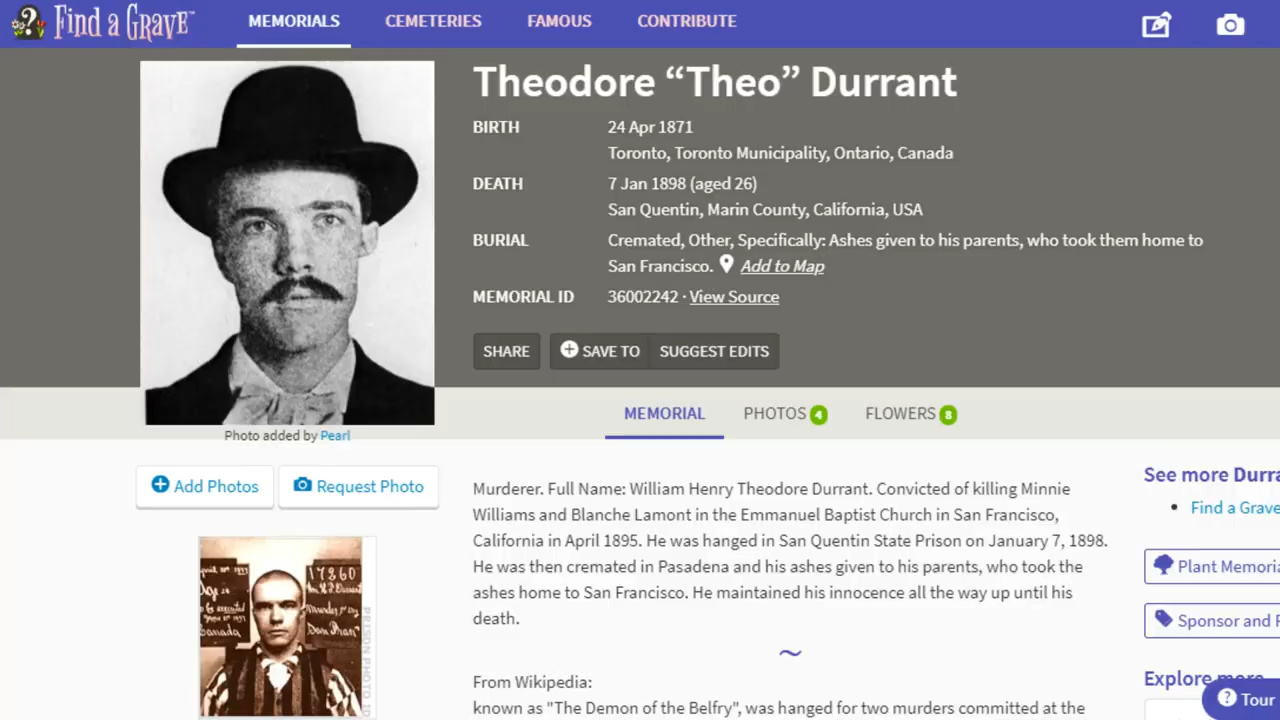 Find a Grave™
MEMORIALS
CEMETERIES
FAMOUS
CONTRIBUTE
Theodore “Theo” Durrant
BIRTH
24 Apr 1871
Toronto, Toronto Municipality, Ontario, Canada
DEATH
7 Jan 1898 (aged 26)
San Quentin, Marin County, California, USA
BURIAL
Cremated, Other, Specifically: Ashes given to his parents, who took them home to
San Francisco. Add to Map
MEMORIAL ID
36002242 · View Source
SHARE
SAVE TO
SUGGEST EDITS
MEMORIAL
PHOTOS 4
FLOWERS 8
Photo added by Pearl
Add Photos
Request Photo
Murderer. Full Name: William Henry Theodore Durrant. Convicted of killing Minnie
Williams and Blanche Lamont in the Emmanuel Baptist Church in San Francisco,
California in April 1895. He was hanged in San Quentin State Prison on January 7, 1898.
He was then cremated in Pasadena and his ashes given to his parents, who took the
ashes home to San Francisco. He maintained his innocence all the way up until his
death.
~
From Wikipedia:
known as "The Demon of the Belfry", was hanged for two murders committed at the
See more Durra
Find a Grave
Plant Memoria
Sponsor and
Explore more
Tour
17260
Canada
PRISON PHOTO